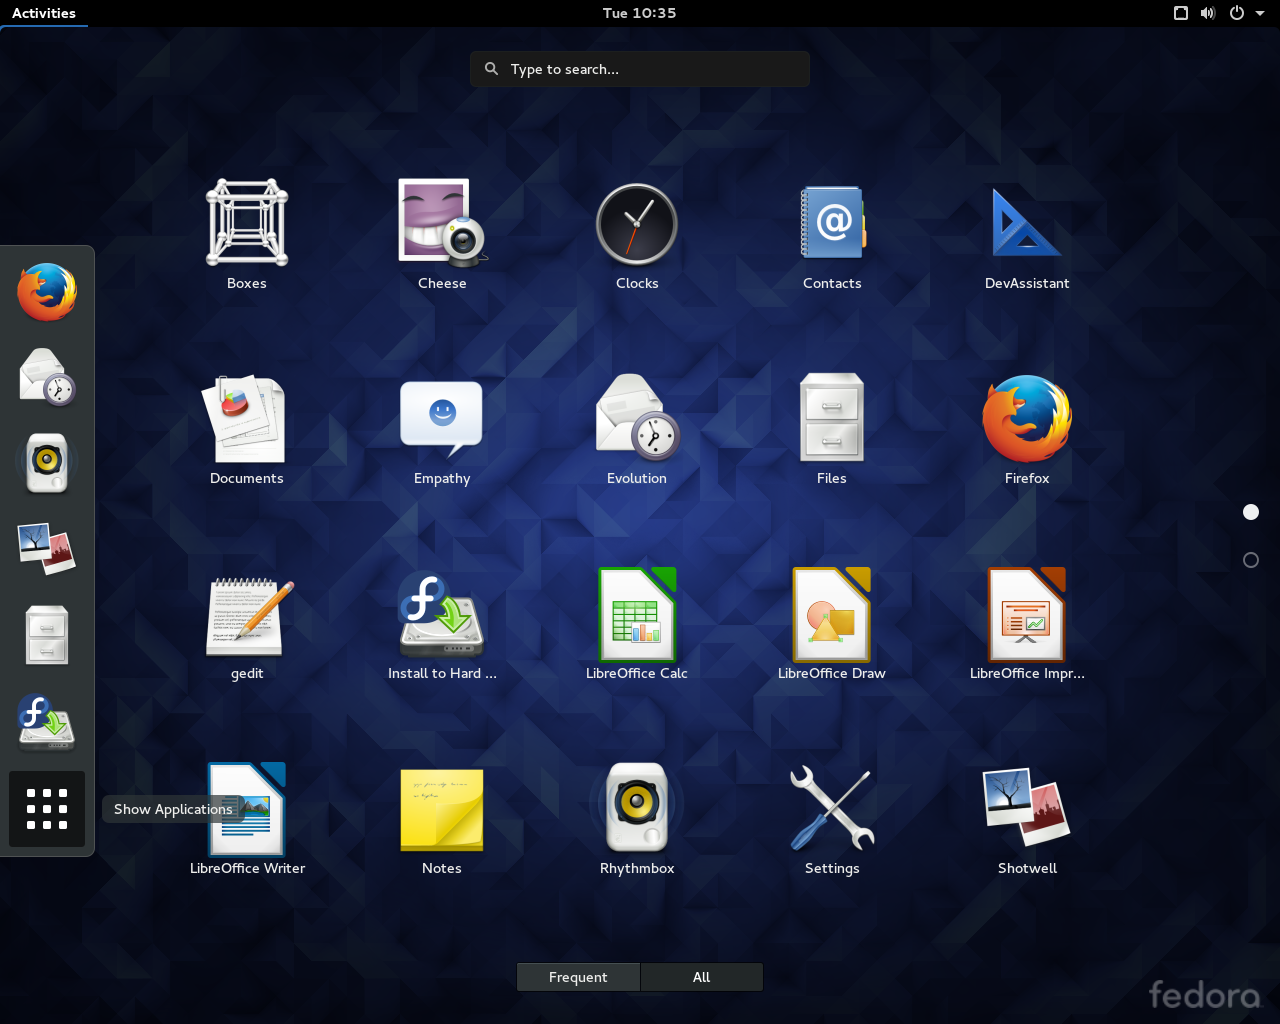 Activities
Tue 10:35
Type to search...
Boxes
Cheese
Clocks
Contacts
DevAssistant
Documents
Empathy
Evolution
Files
Firefox
gedit
Install to Hard ...
LibreOffice Calc
LibreOffice Draw
LibreOffice Impr...
Show Applications
LibreOffice Writer
Notes
Rhythmbox
Settings
Shotwell
Frequent
All
fedora